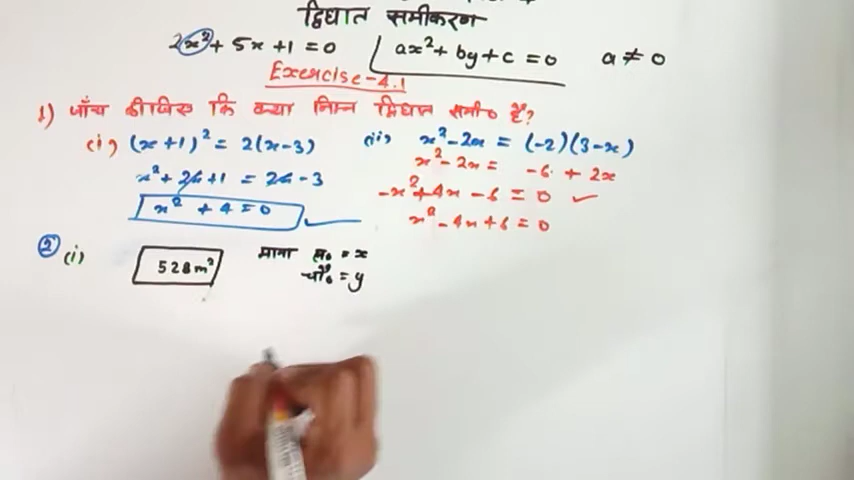 द्विघात समीकरण
2x² + 5x + 1 = 0 ax² + by + c = 0 a ≠ 0
Exercise-4.1
1) जाँच कीजिए कि क्या निम्न द्विघात समी० हैं?
(i) (x + 1)² = 2(x - 3) (ii) x² - 2x = (-2)(3 - x)
x² - 2x = -6 + 2x
x² + 2x + 1 = 2x - 3
-x² + 4x - 6 = 0 ✓
x² + 4 = 0 ✓
x² - 4x + 6 = 0
2 (i) 528 m² माना ल० = x
चौ० = y